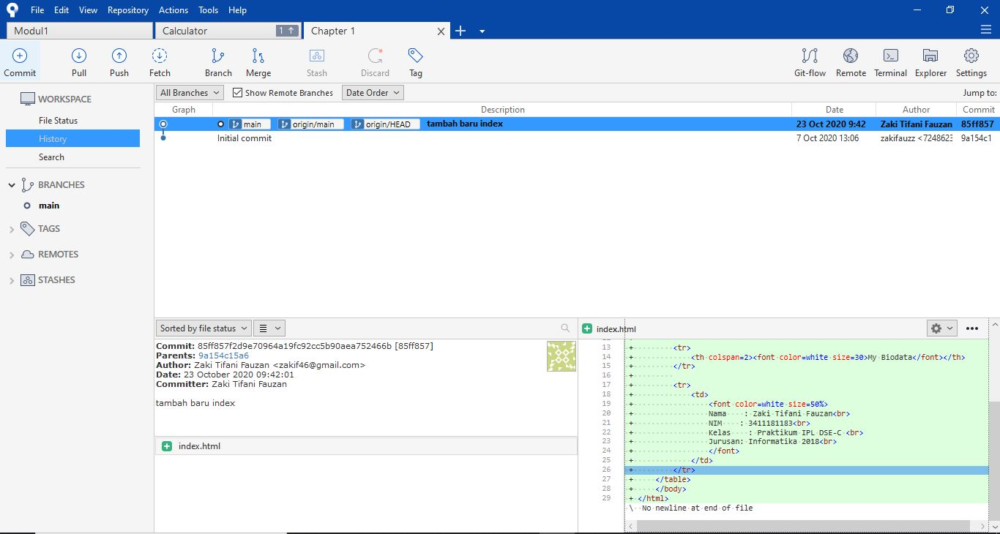 File Edit View Repository Actions Tools Help
Modul1 Calculator 1 ↑ Chapter 1
Commit Pull Push Fetch Branch Merge Stash Discard Tag Git-flow Remote Terminal Explorer Settings
WORKSPACE
File Status
History
Search
BRANCHES
main
TAGS
REMOTES
STASHES
All Branches Show Remote Branches Date Order Jump to:
Graph Description Date Author Commit
main origin/main origin/HEAD tambah baru index 23 Oct 2020 9:42 Zaki Tifani Fauzan 85ff857
Initial commit 7 Oct 2020 13:06 zakifauzz <7248623 9a154c1
Sorted by file status
Commit: 85ff857f2d9e70964a19fc92cc5b90aea752466b [85ff857]
Parents: 9a154c15a6
Author: Zaki Tifani Fauzan <zakif46@gmail.com>
Date: 23 October 2020 09:42:01
Committer: Zaki Tifani Fauzan
tambah baru index
index.html
index.html
13 + <tr>
14 + <th colspan=2><font color=white size=30>My Biodata</font></th>
15 + </tr>
16 +
17 + <tr>
18 + <td>
19 + <font color=white size=50%>
20 + Nama : Zaki Tifani Fauzan<br>
21 + NIM : 3411181183<br>
22 + Kelas : Praktikum IPL DSE-C <br>
23 + Jurusan: Informatika 2018<br>
24 + </font>
25 + </td>
26 + </tr>
27 + </table>
28 + </body>
29 + </html>
\ No newline at end of file